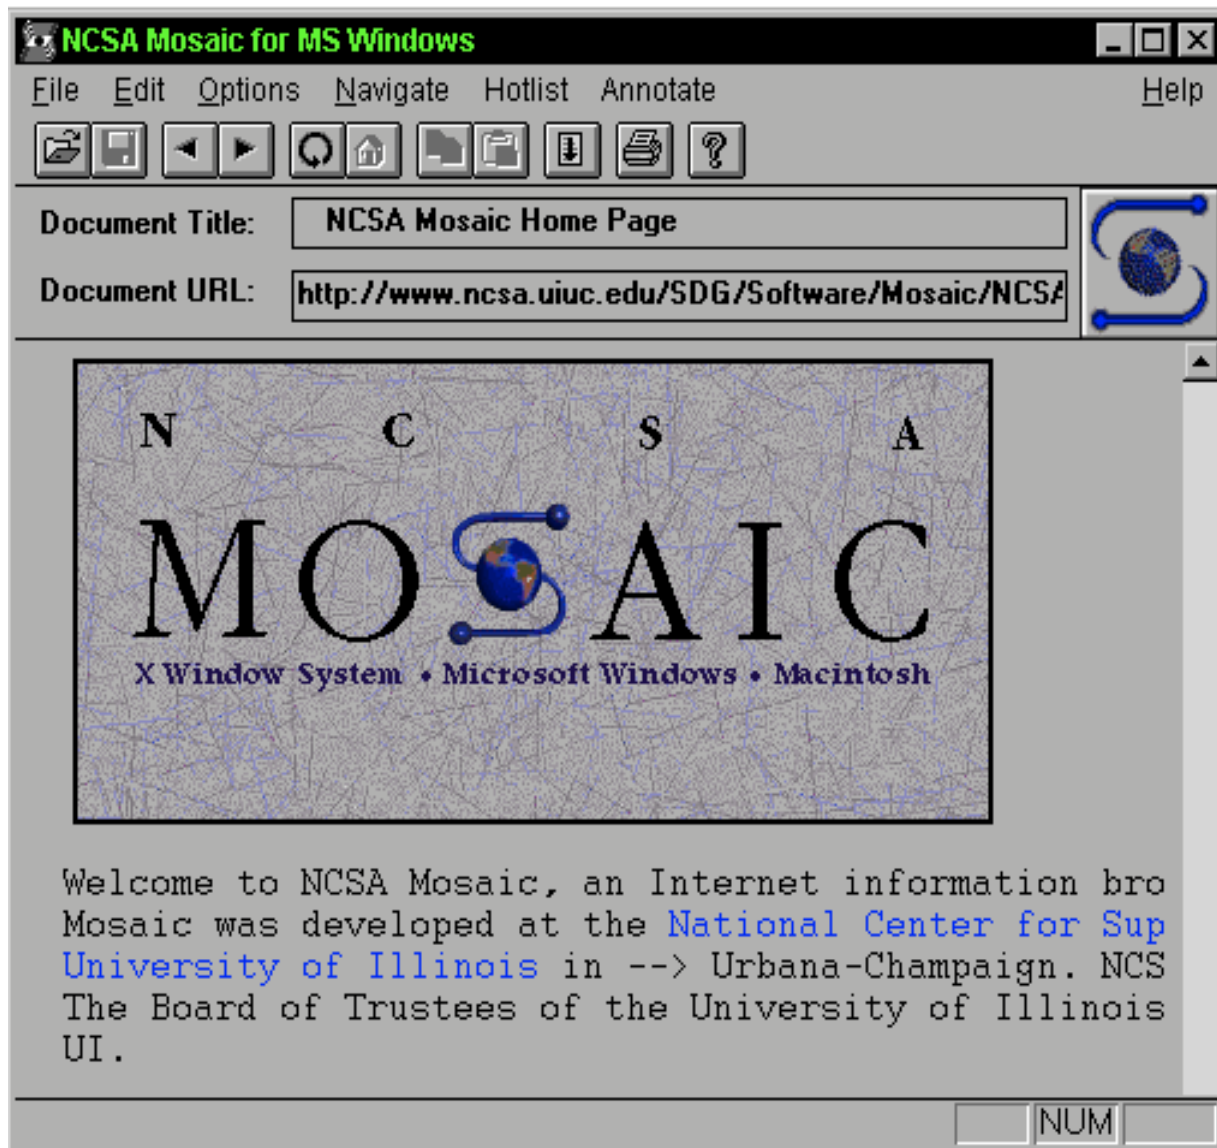 NCSA Mosaic for MS Windows
File Edit Options Navigate Hotlist Annotate Help
Document Title: NCSA Mosaic Home Page
Document URL: http://www.ncsa.uiuc.edu/SDG/Software/Mosaic/NCSA
N C S A
MOSAIC
X Window System • Microsoft Windows • Macintosh
Welcome to NCSA Mosaic, an Internet information bro
Mosaic was developed at the National Center for Sup
University of Illinois in --> Urbana-Champaign. NCS
The Board of Trustees of the University of Illinois
UI.
NUM